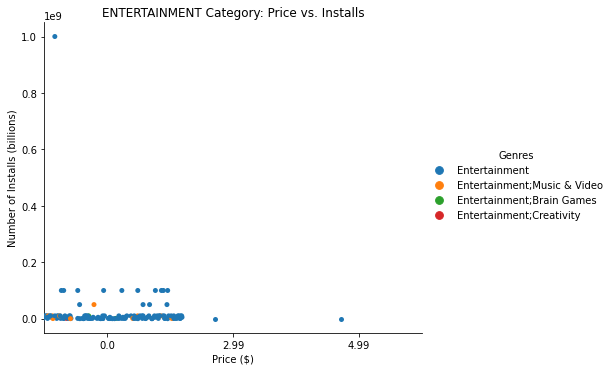 ENTERTAINMENT Category: Price vs. Installs
1e9
1.0
0.8
0.6
0.4
0.2
0.0
Number of Installs (billions)
0.0 2.99 4.99
Price ($)
Genres
Entertainment
Entertainment;Music & Video
Entertainment;Brain Games
Entertainment;Creativity